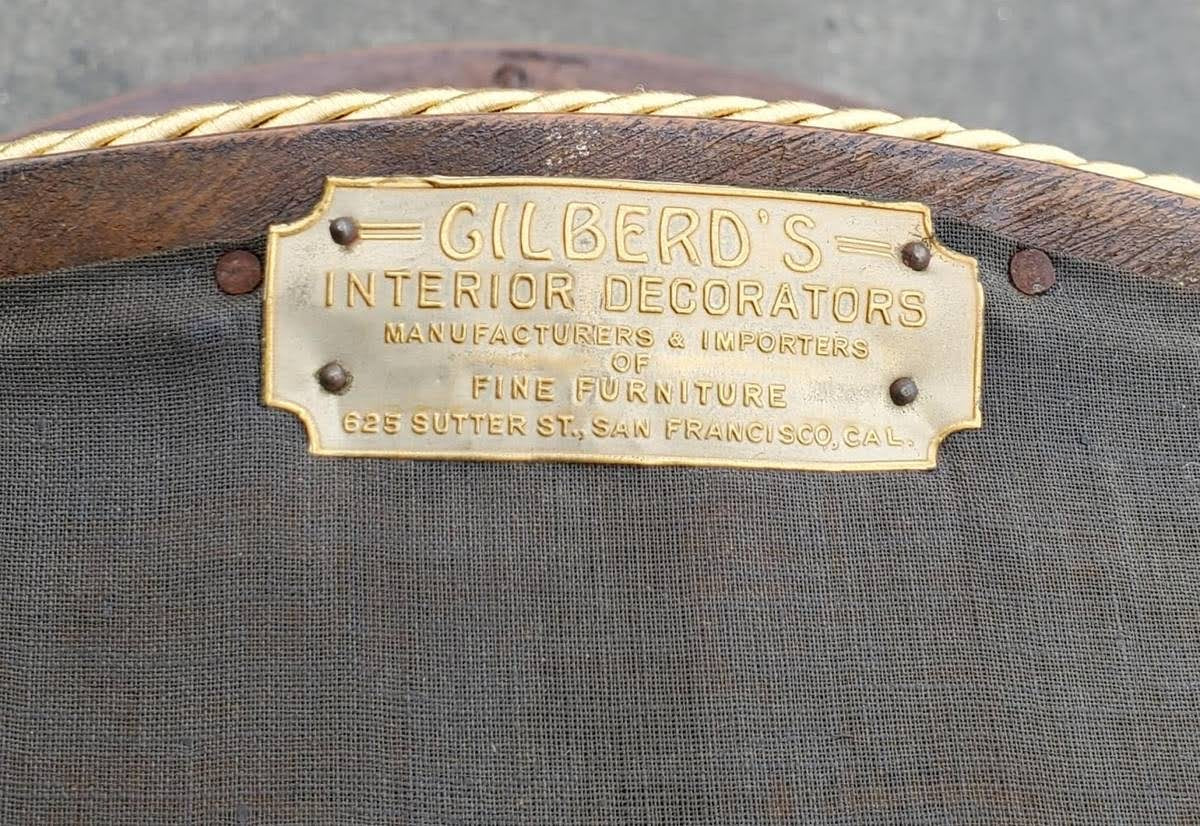 GILBERD'S
INTERIOR DECORATORS
MANUFACTURERS & IMPORTERS
OF
FINE FURNITURE
625 SUTTER ST., SAN FRANCISCO, CAL.